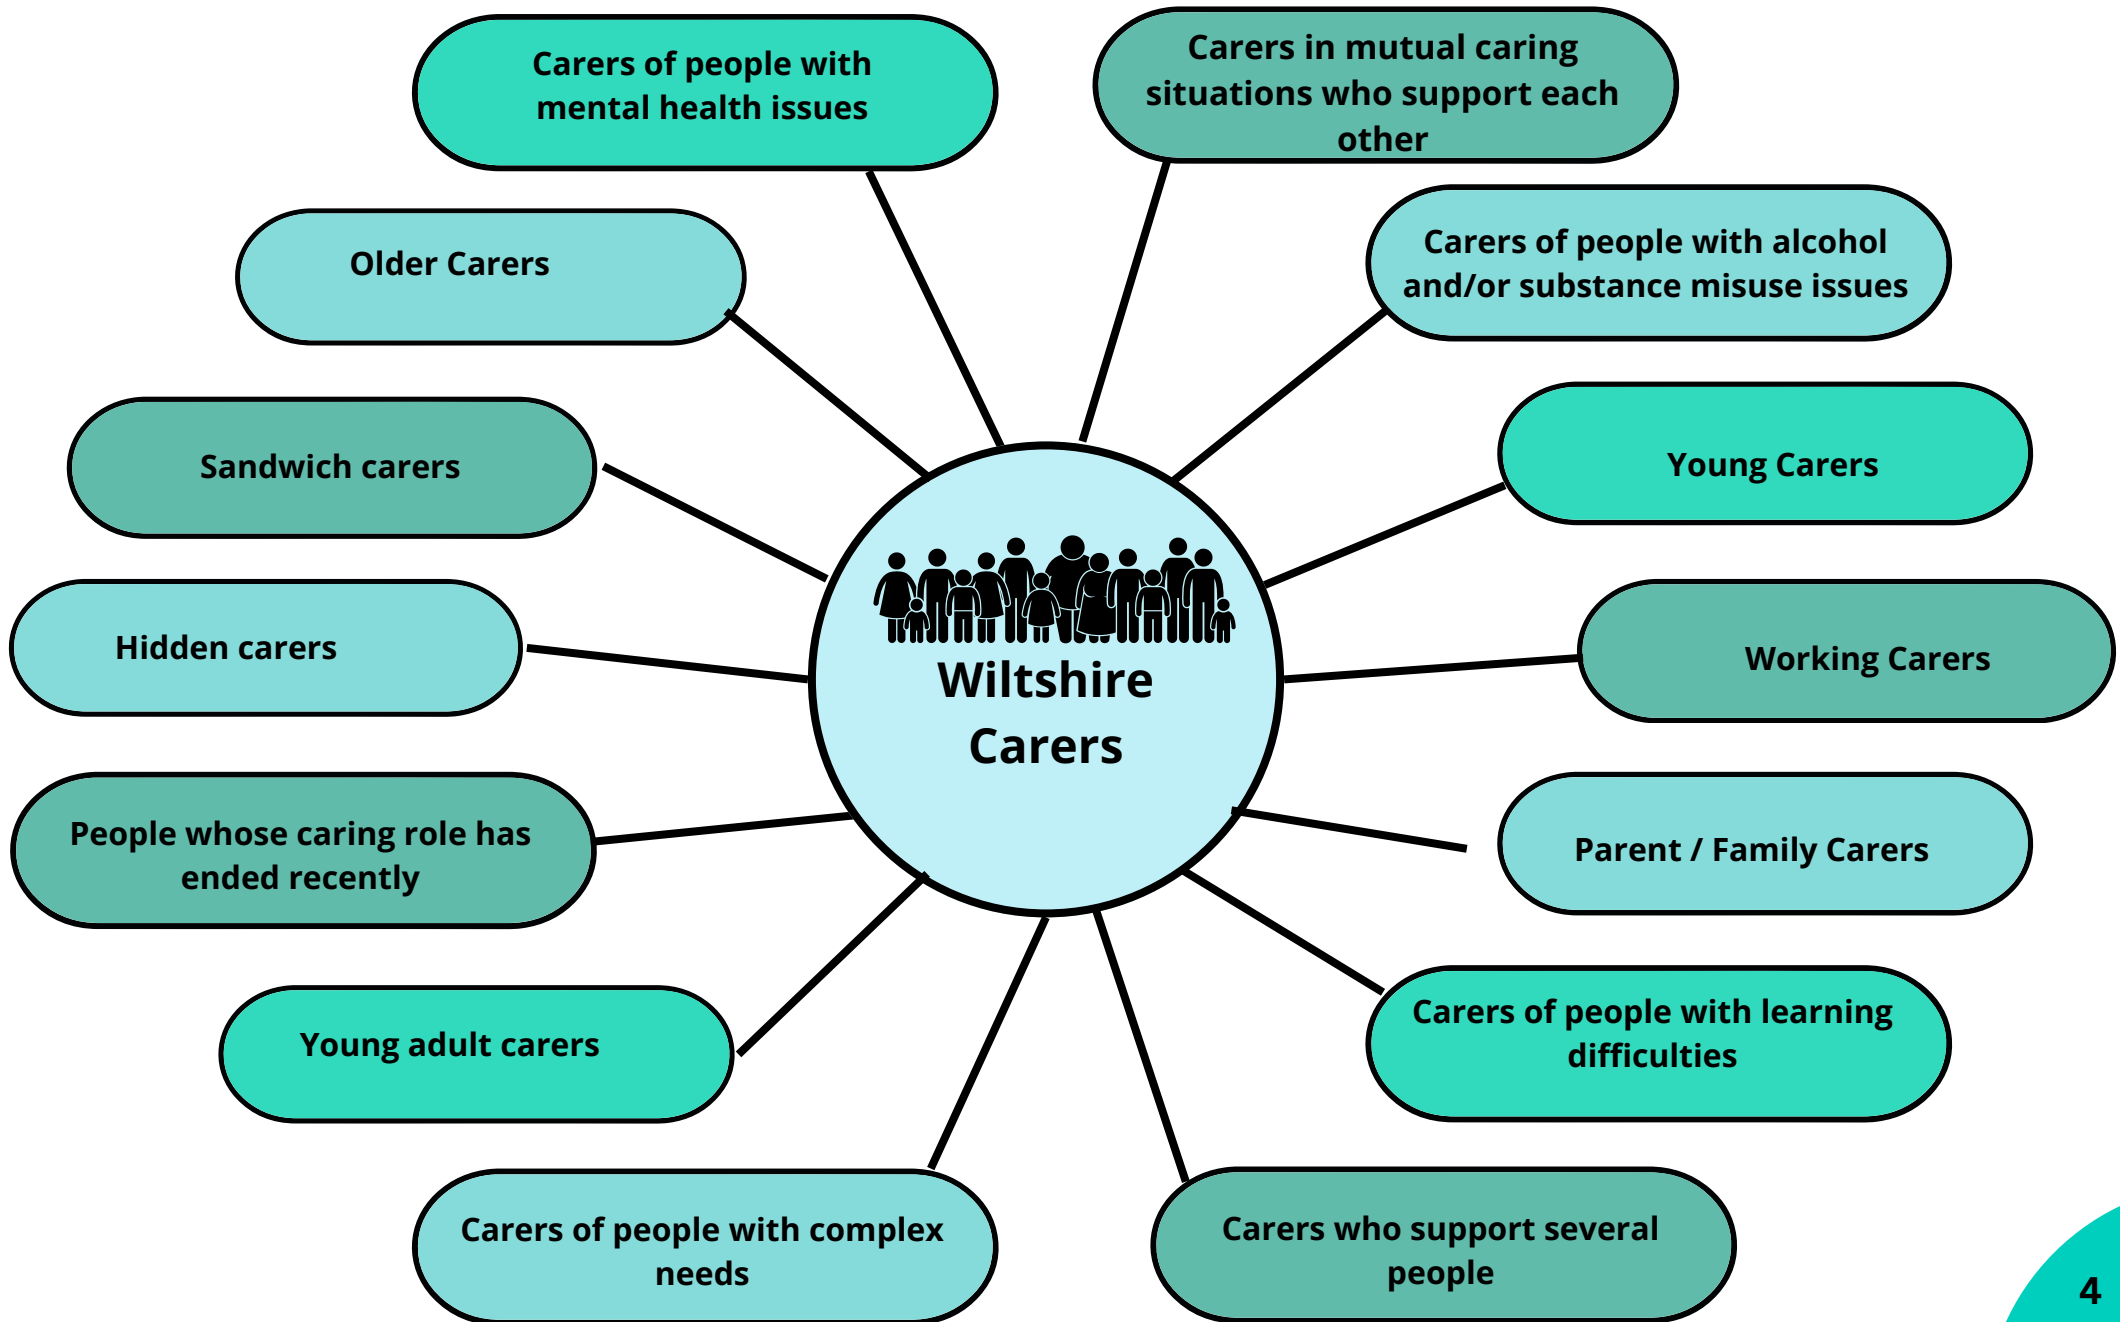 Carers of people with
mental health issues
Carers in mutual caring
situations who support each
other
Older Carers
Carers of people with alcohol
and/or substance misuse issues
Sandwich carers
Young Carers
Hidden carers
Working Carers
Wiltshire
Carers
People whose caring role has
ended recently
Parent / Family Carers
Young adult carers
Carers of people with learning
difficulties
Carers of people with complex
needs
Carers who support several
people
4